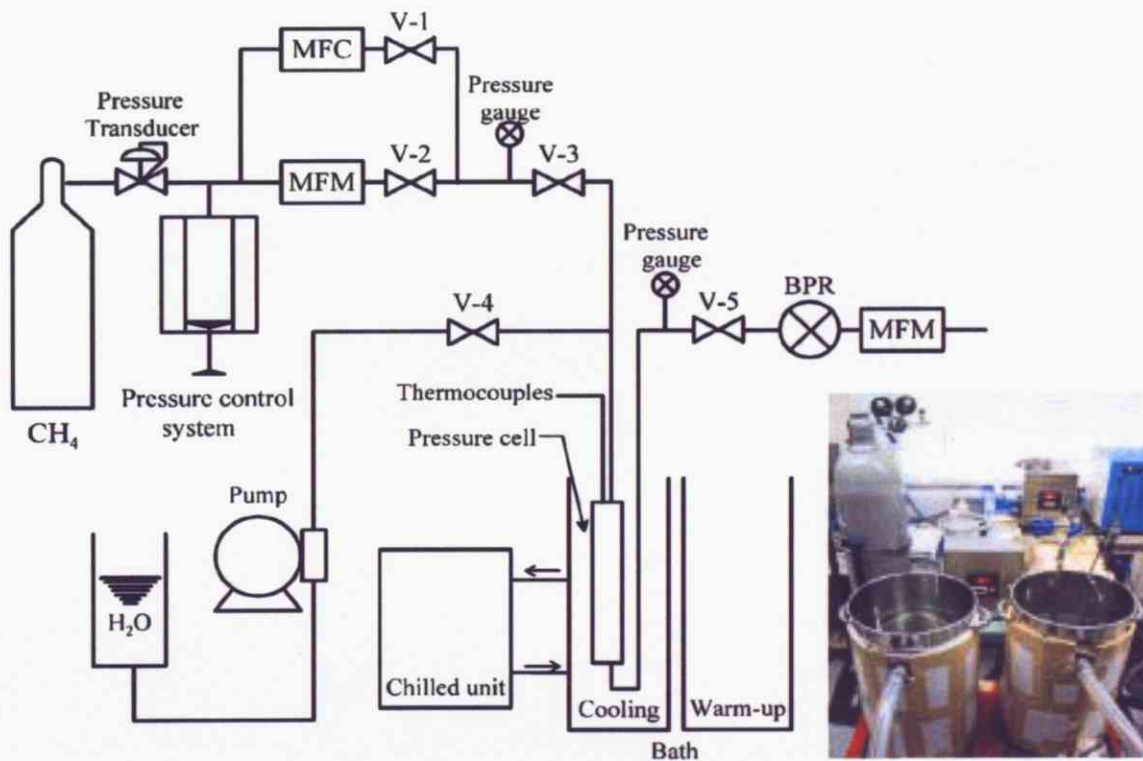 V-1
MFC
Pressure
gauge
Pressure
Transducer
V-2
V-3
MFM
Pressure
gauge
BPR
V-4
V-5
MFM
Thermocouples
Pressure control
system
CH₄
Pressure cell
Pump
H₂O
Chilled unit
Cooling
Warm-up
Bath